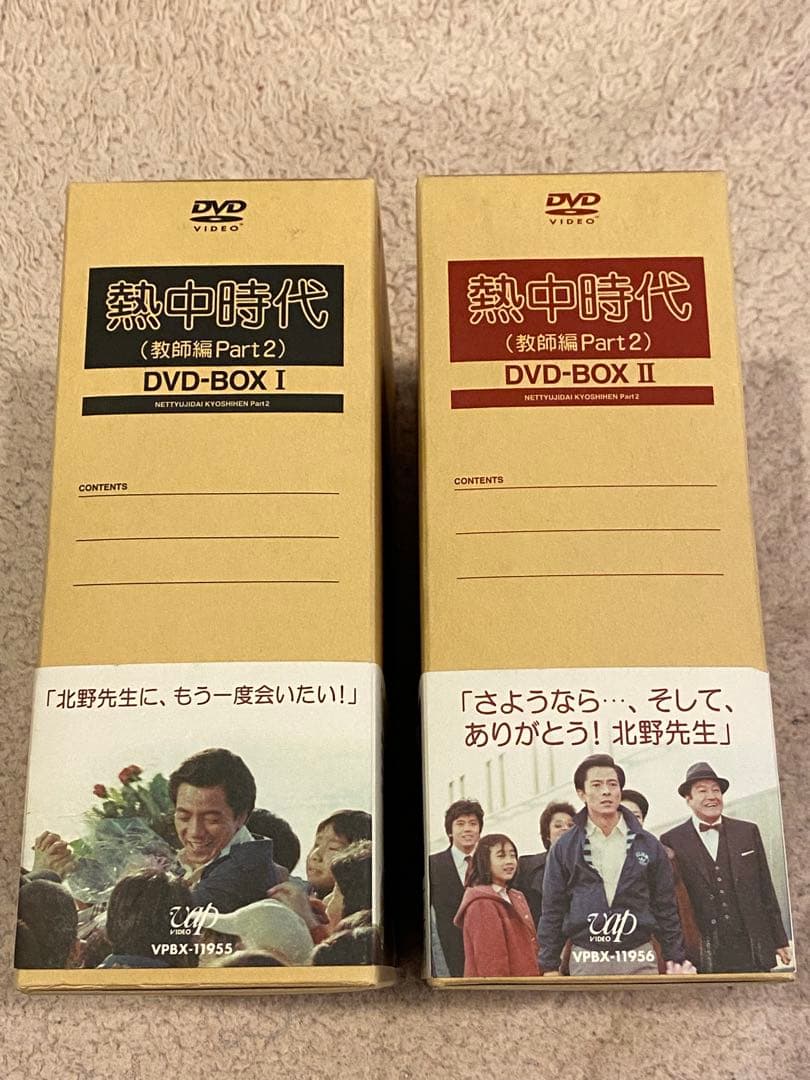 DVD
VIDEO™
熱中時代
(教師編Part2)
DVD-BOX I
NETTYUJIDAI KYOSHIHEN Part2
CONTENTS
「北野先生に、もう一度会いたい!」
vap
VIDEO
VPBX-11955
DVD
VIDEO™
熱中時代
(教師編Part2)
DVD-BOX II
NETTYUJIDAI KYOSHIHEN Part2
CONTENTS
「さようなら…、そして、
ありがとう! 北野先生」
vap
VIDEO
VPBX-11956